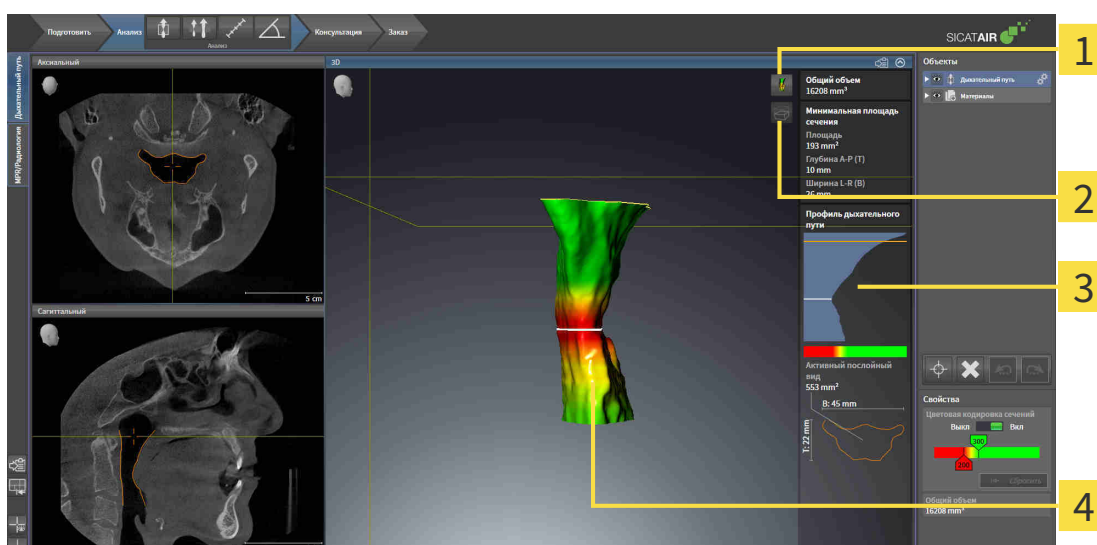 Подготовить
Анализ
Анализ
Консультация
Заказ
SICATAIR
1
Дыхательный путь
MPR/Радиология
Аксиальный
5 cm
Сагиттальный
3D
Общий объем
16208 mm³
Минимальная площадь
сечения
Площадь
193 mm²
Глубина A-P (T)
10 mm
Ширина L-R (B)
26 mm
Профиль дыхательного
пути
Активный послойный
вид
553 mm²
B: 45 mm
T: 22 mm
Объекты
Дыхательный путь
Материалы
2
3
Свойства
Цветовая кодировка сечений
Выкл
Вкл
300
200
Сбросить
Общий объем
16208 mm³
4